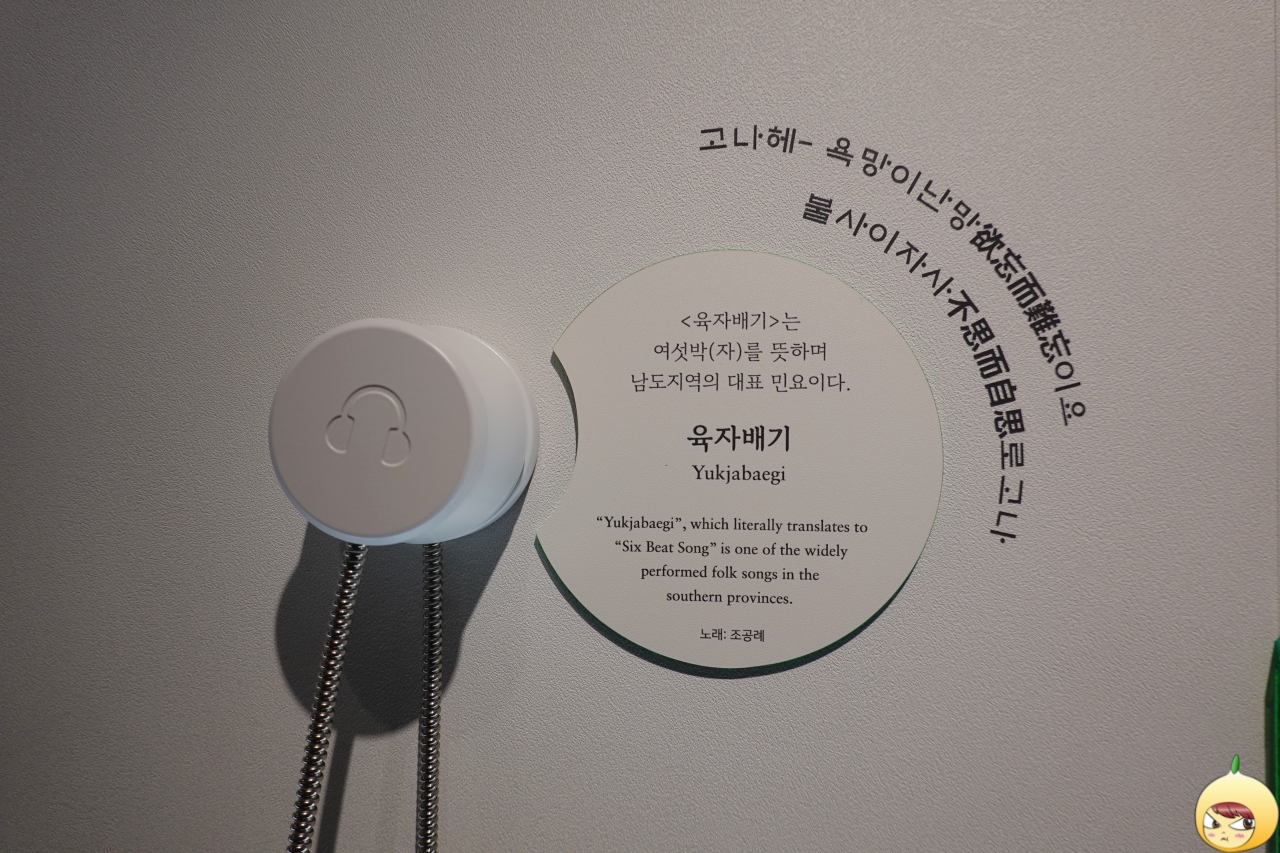 고나헤- 욕망이난망欲忘而難忘이요
불사이자사不思而自思로고나
<육자배기>는
여섯박(자)를 뜻하며
남도지역의 대표 민요이다.
육자배기
Yukjabaegi
“Yukjabaegi”, which literally translates to
“Six Beat Song” is one of the widely
performed folk songs in the
southern provinces.
노래: 조공례